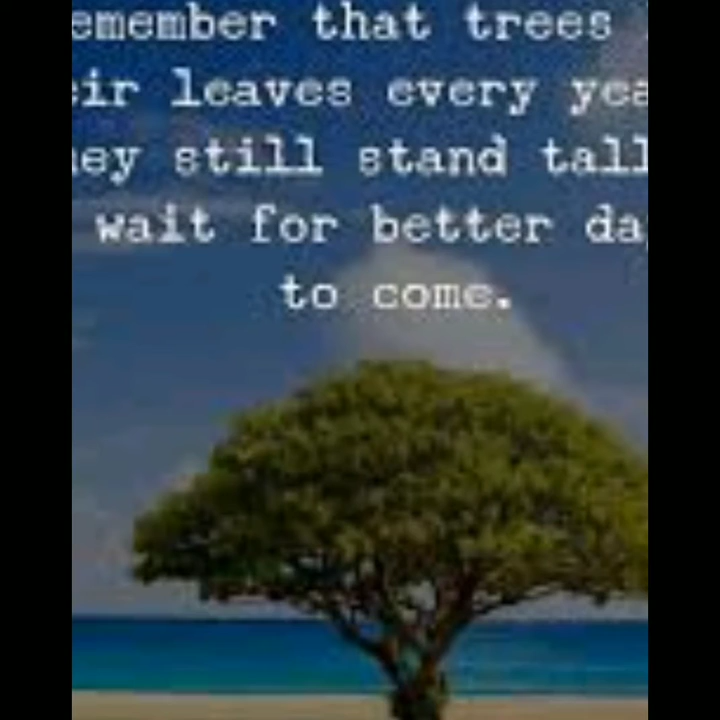 emember that trees
eir leaves every yea
ey still stand tall
wait for better da
to come.